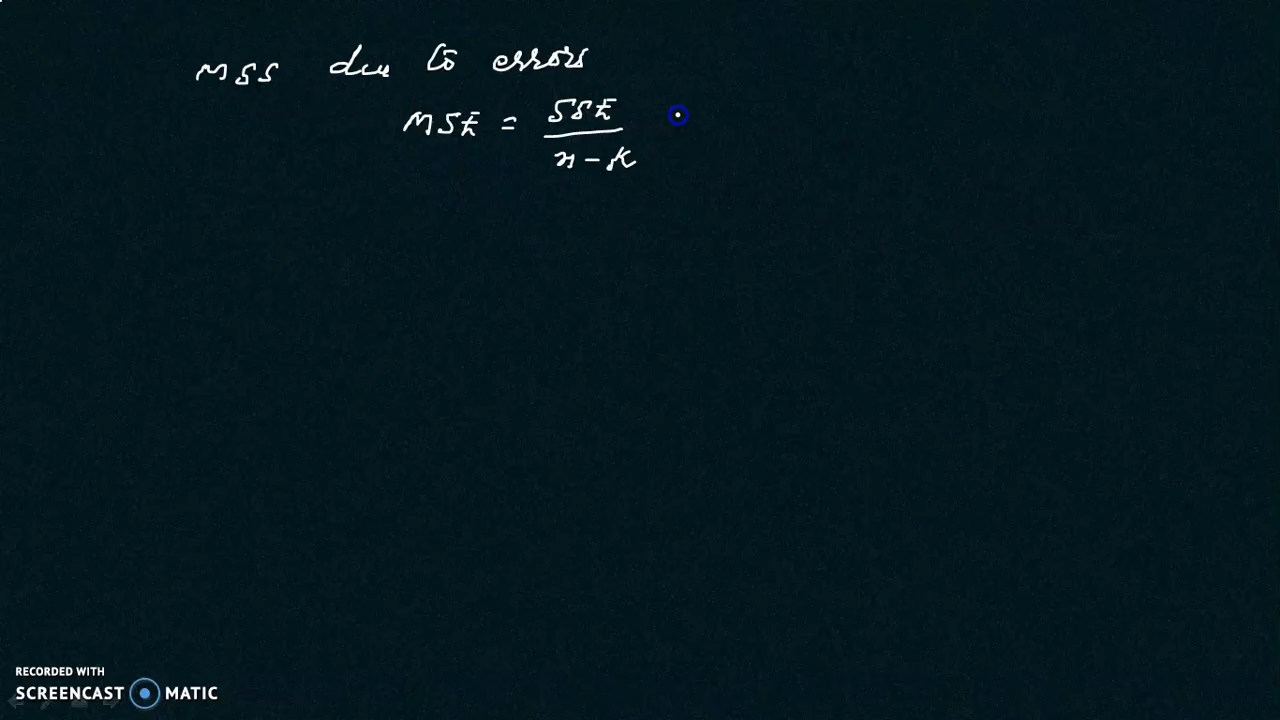 MSS due to errors
MSE = SSE / n - k
RECORDED WITH
SCREENCAST MATIC